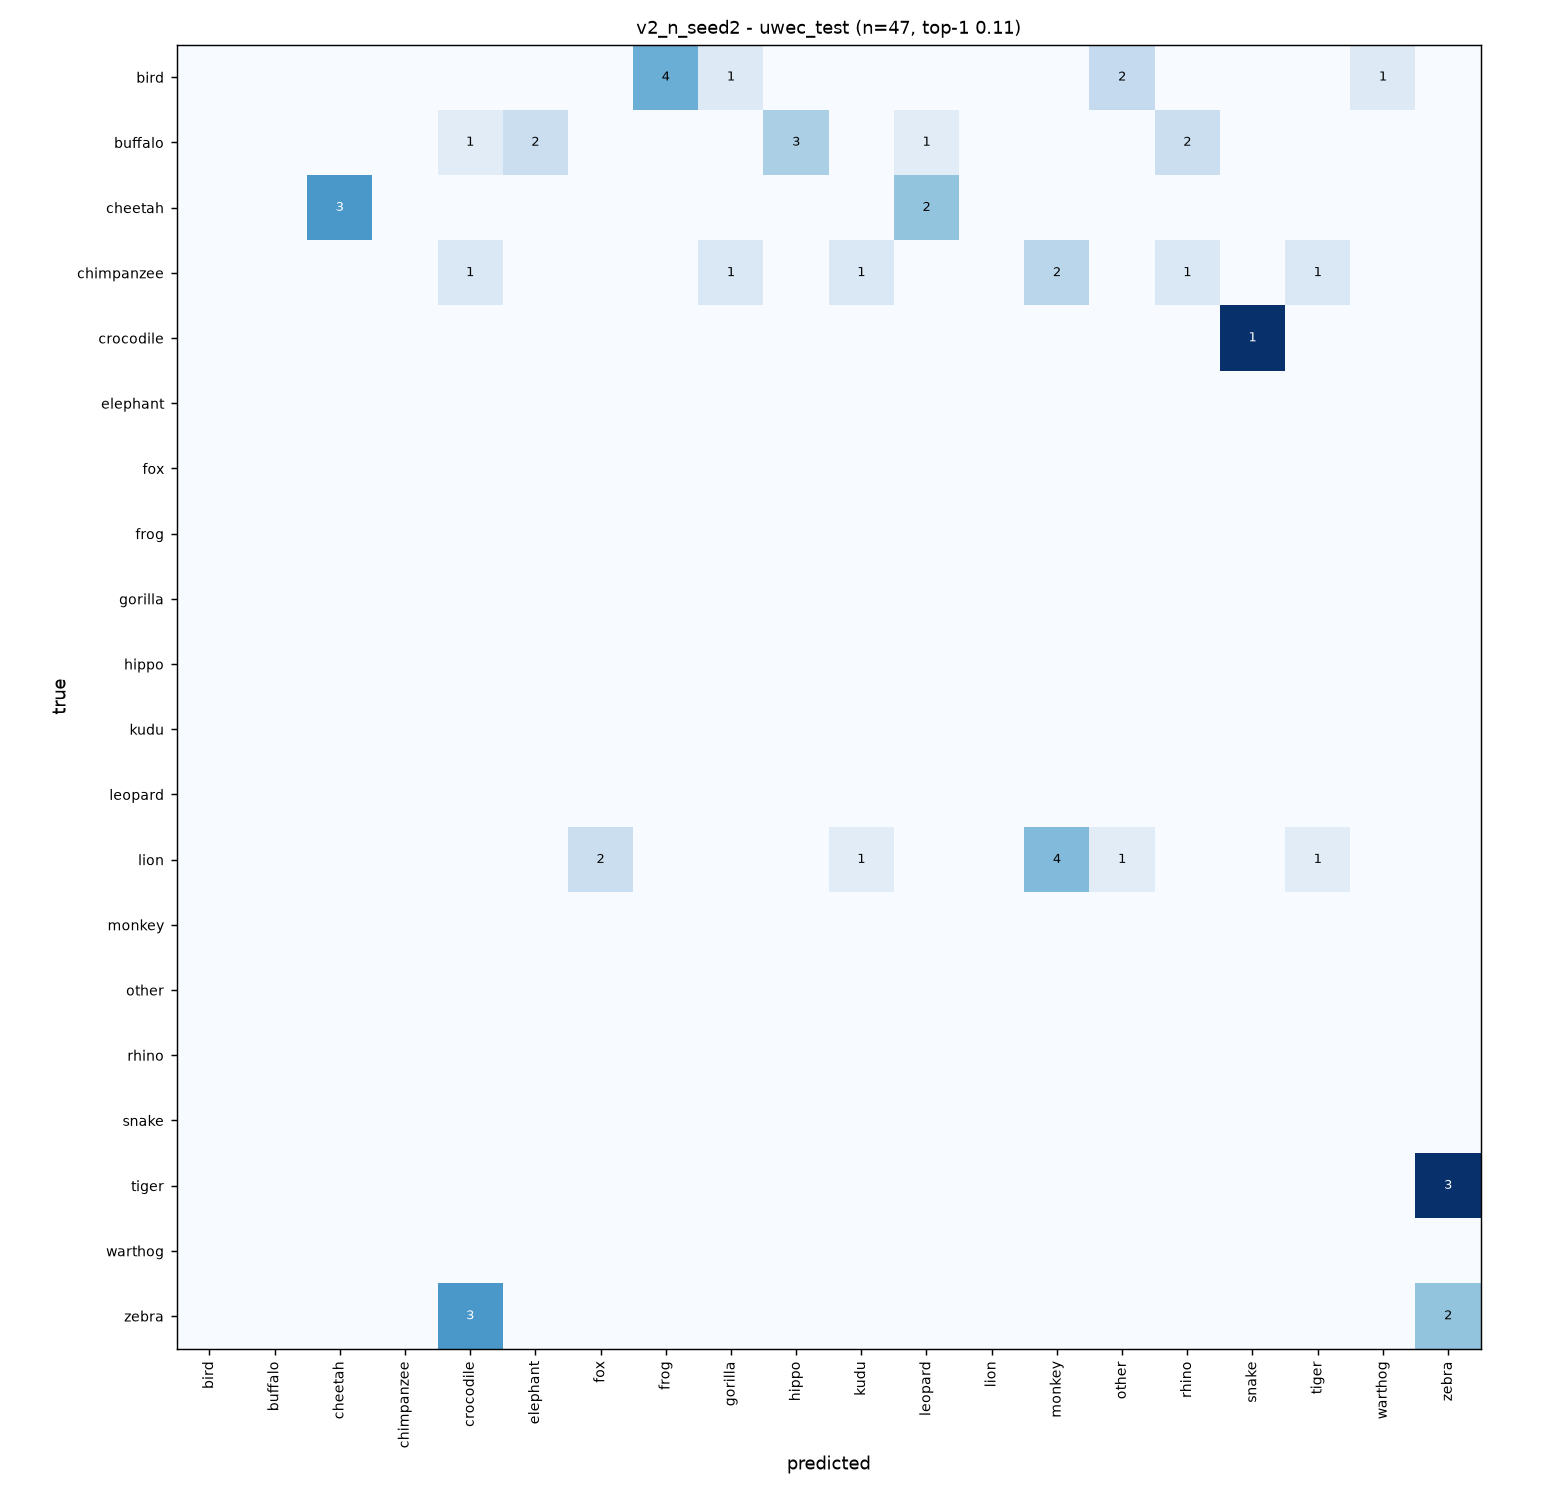 v2_n_seed2 - uwec_test (n=47, top-1 0.11)
bird 4 1 2 1
buffalo 1 2 3 1 2
cheetah 3 2
chimpanzee 1 1 1 2 1 1
crocodile 1
elephant
fox
frog
gorilla
hippo
kudu
leopard
lion 2 1 4 1 1
monkey
other
rhino
snake
tiger 3
warthog
zebra 3 2
true
bird buffalo cheetah chimpanzee crocodile elephant fox frog gorilla hippo kudu leopard lion monkey other rhino snake tiger warthog zebra
predicted